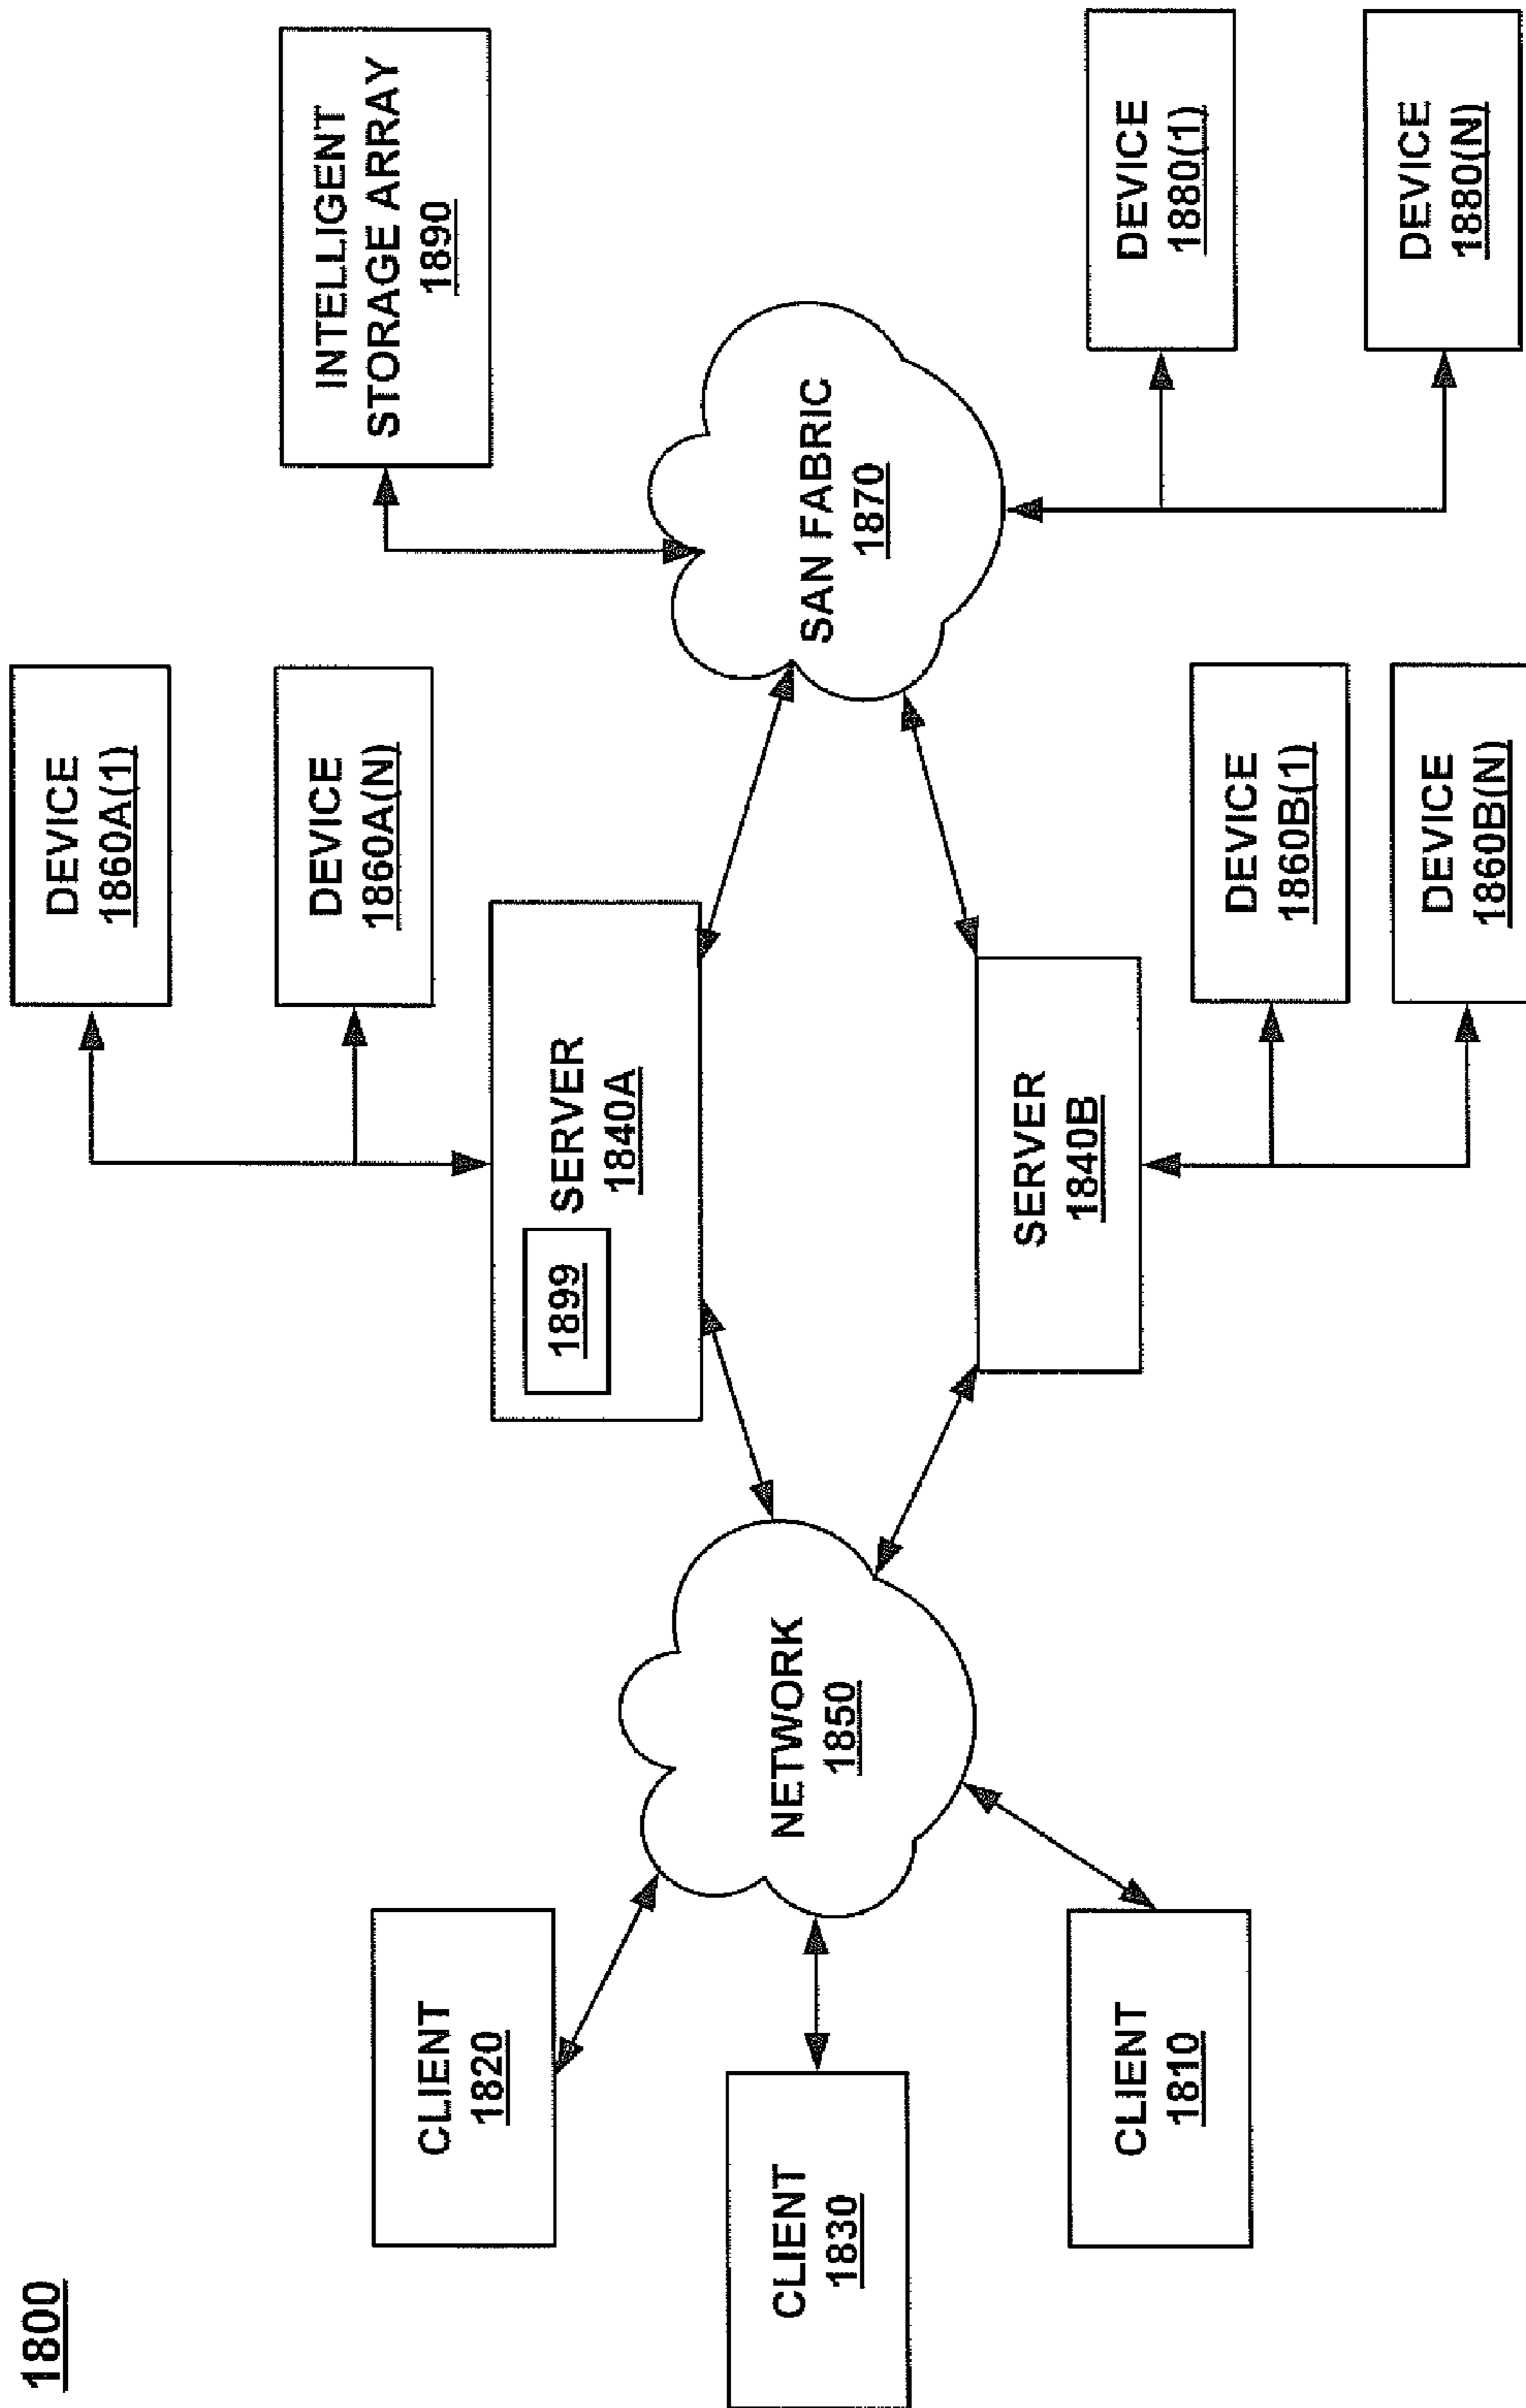 1800
CLIENT
1820
CLIENT
1830
CLIENT
1810
NETWORK
1850
1899
SERVER
1840A
SERVER
1840B
DEVICE
1860A(1)
DEVICE
1860A(N)
DEVICE
1860B(1)
DEVICE
1860B(N)
SAN FABRIC
1870
INTELLIGENT
STORAGE ARRAY
1890
DEVICE
1880(1)
DEVICE
1880(N)